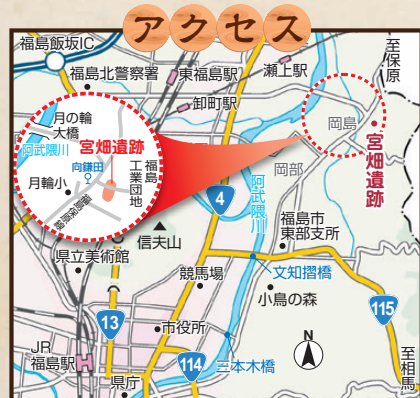 アクセス
福島飯坂IC
福島北警察署
東福島駅
瀬上駅
至保原
卸町駅
岡島
宮畑遺跡
月の輪
大橋
阿武隈川
宮畑遺跡
向鎌田
月輪小
福島
工業団地
岡部
阿武隈川
4
福島市
東部支所
信夫山
県立美術館
文知摺橋
競馬場
小鳥の森
115
13
市役所
N
至相馬
JR
福島駅
114
三本木橋
県庁